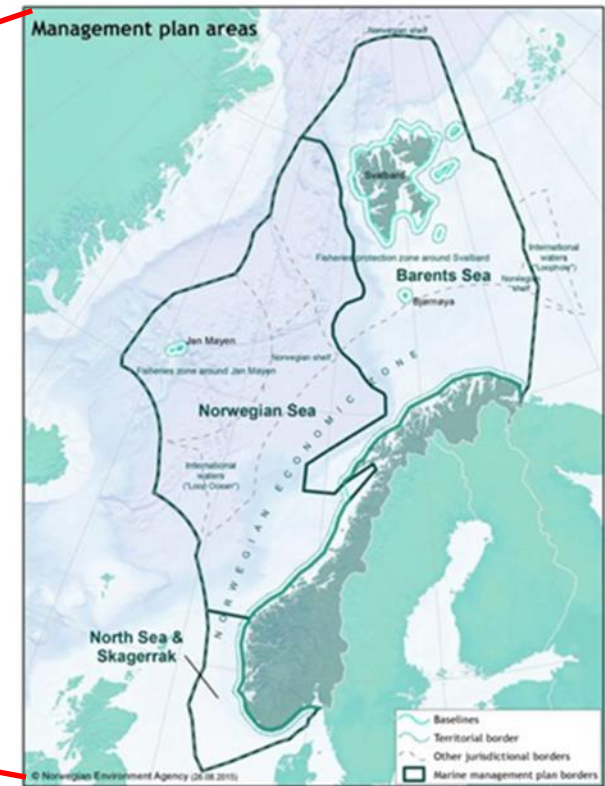 Management plan areas
Norwegian shelf
Svalbard
Fisheries protection zone around Svalbard
International
waters
("Loophole")
Barents Sea
Norwegian
shelf
Bjørnøya
Jan Mayen
Norwegian shelf
Fisheries zone around Jan Mayen
Norwegian Sea
International
waters
("Loop Ocean")
NORWEGIAN ECONOMIC ZONE
North Sea &
Skagerrak
Baselines
Territorial border
Other jurisdictional borders
Marine management plan borders
© Norwegian Environment Agency (26.08.2015)